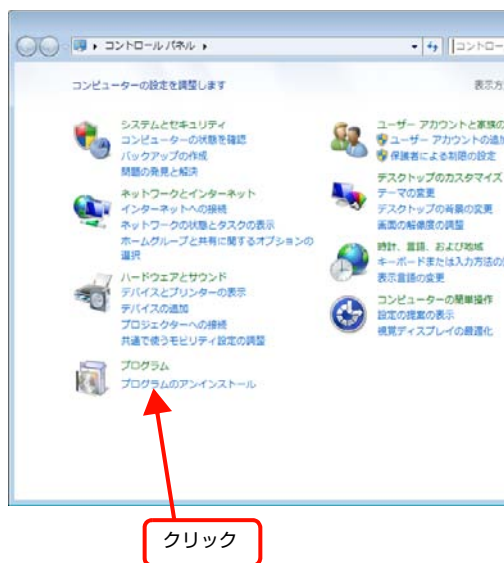 コントロール パネル
コントロー
コンピューターの設定を調整します
表示方
システムとセキュリティ
コンピューターの状態を確認
バックアップの作成
問題の発見と解決
ネットワークとインターネット
インターネットへの接続
ネットワークの状態とタスクの表示
ホームグループと共有に関するオプションの
選択
ハードウェアとサウンド
デバイスとプリンターの表示
デバイスの追加
プロジェクターへの接続
共通で使うモビリティ設定の調整
プログラム
プログラムのアンインストール
ユーザー アカウントと家族の
ユーザー アカウントの追加
保護者による制限の設定
デスクトップのカスタマイズ
テーマの変更
デスクトップの背景の変更
画面の解像度の調整
時計、言語、および地域
キーボードまたは入力方法の
表示言語の変更
コンピューターの簡単操作
設定の提案の表示
視覚ディスプレイの最適化
クリック